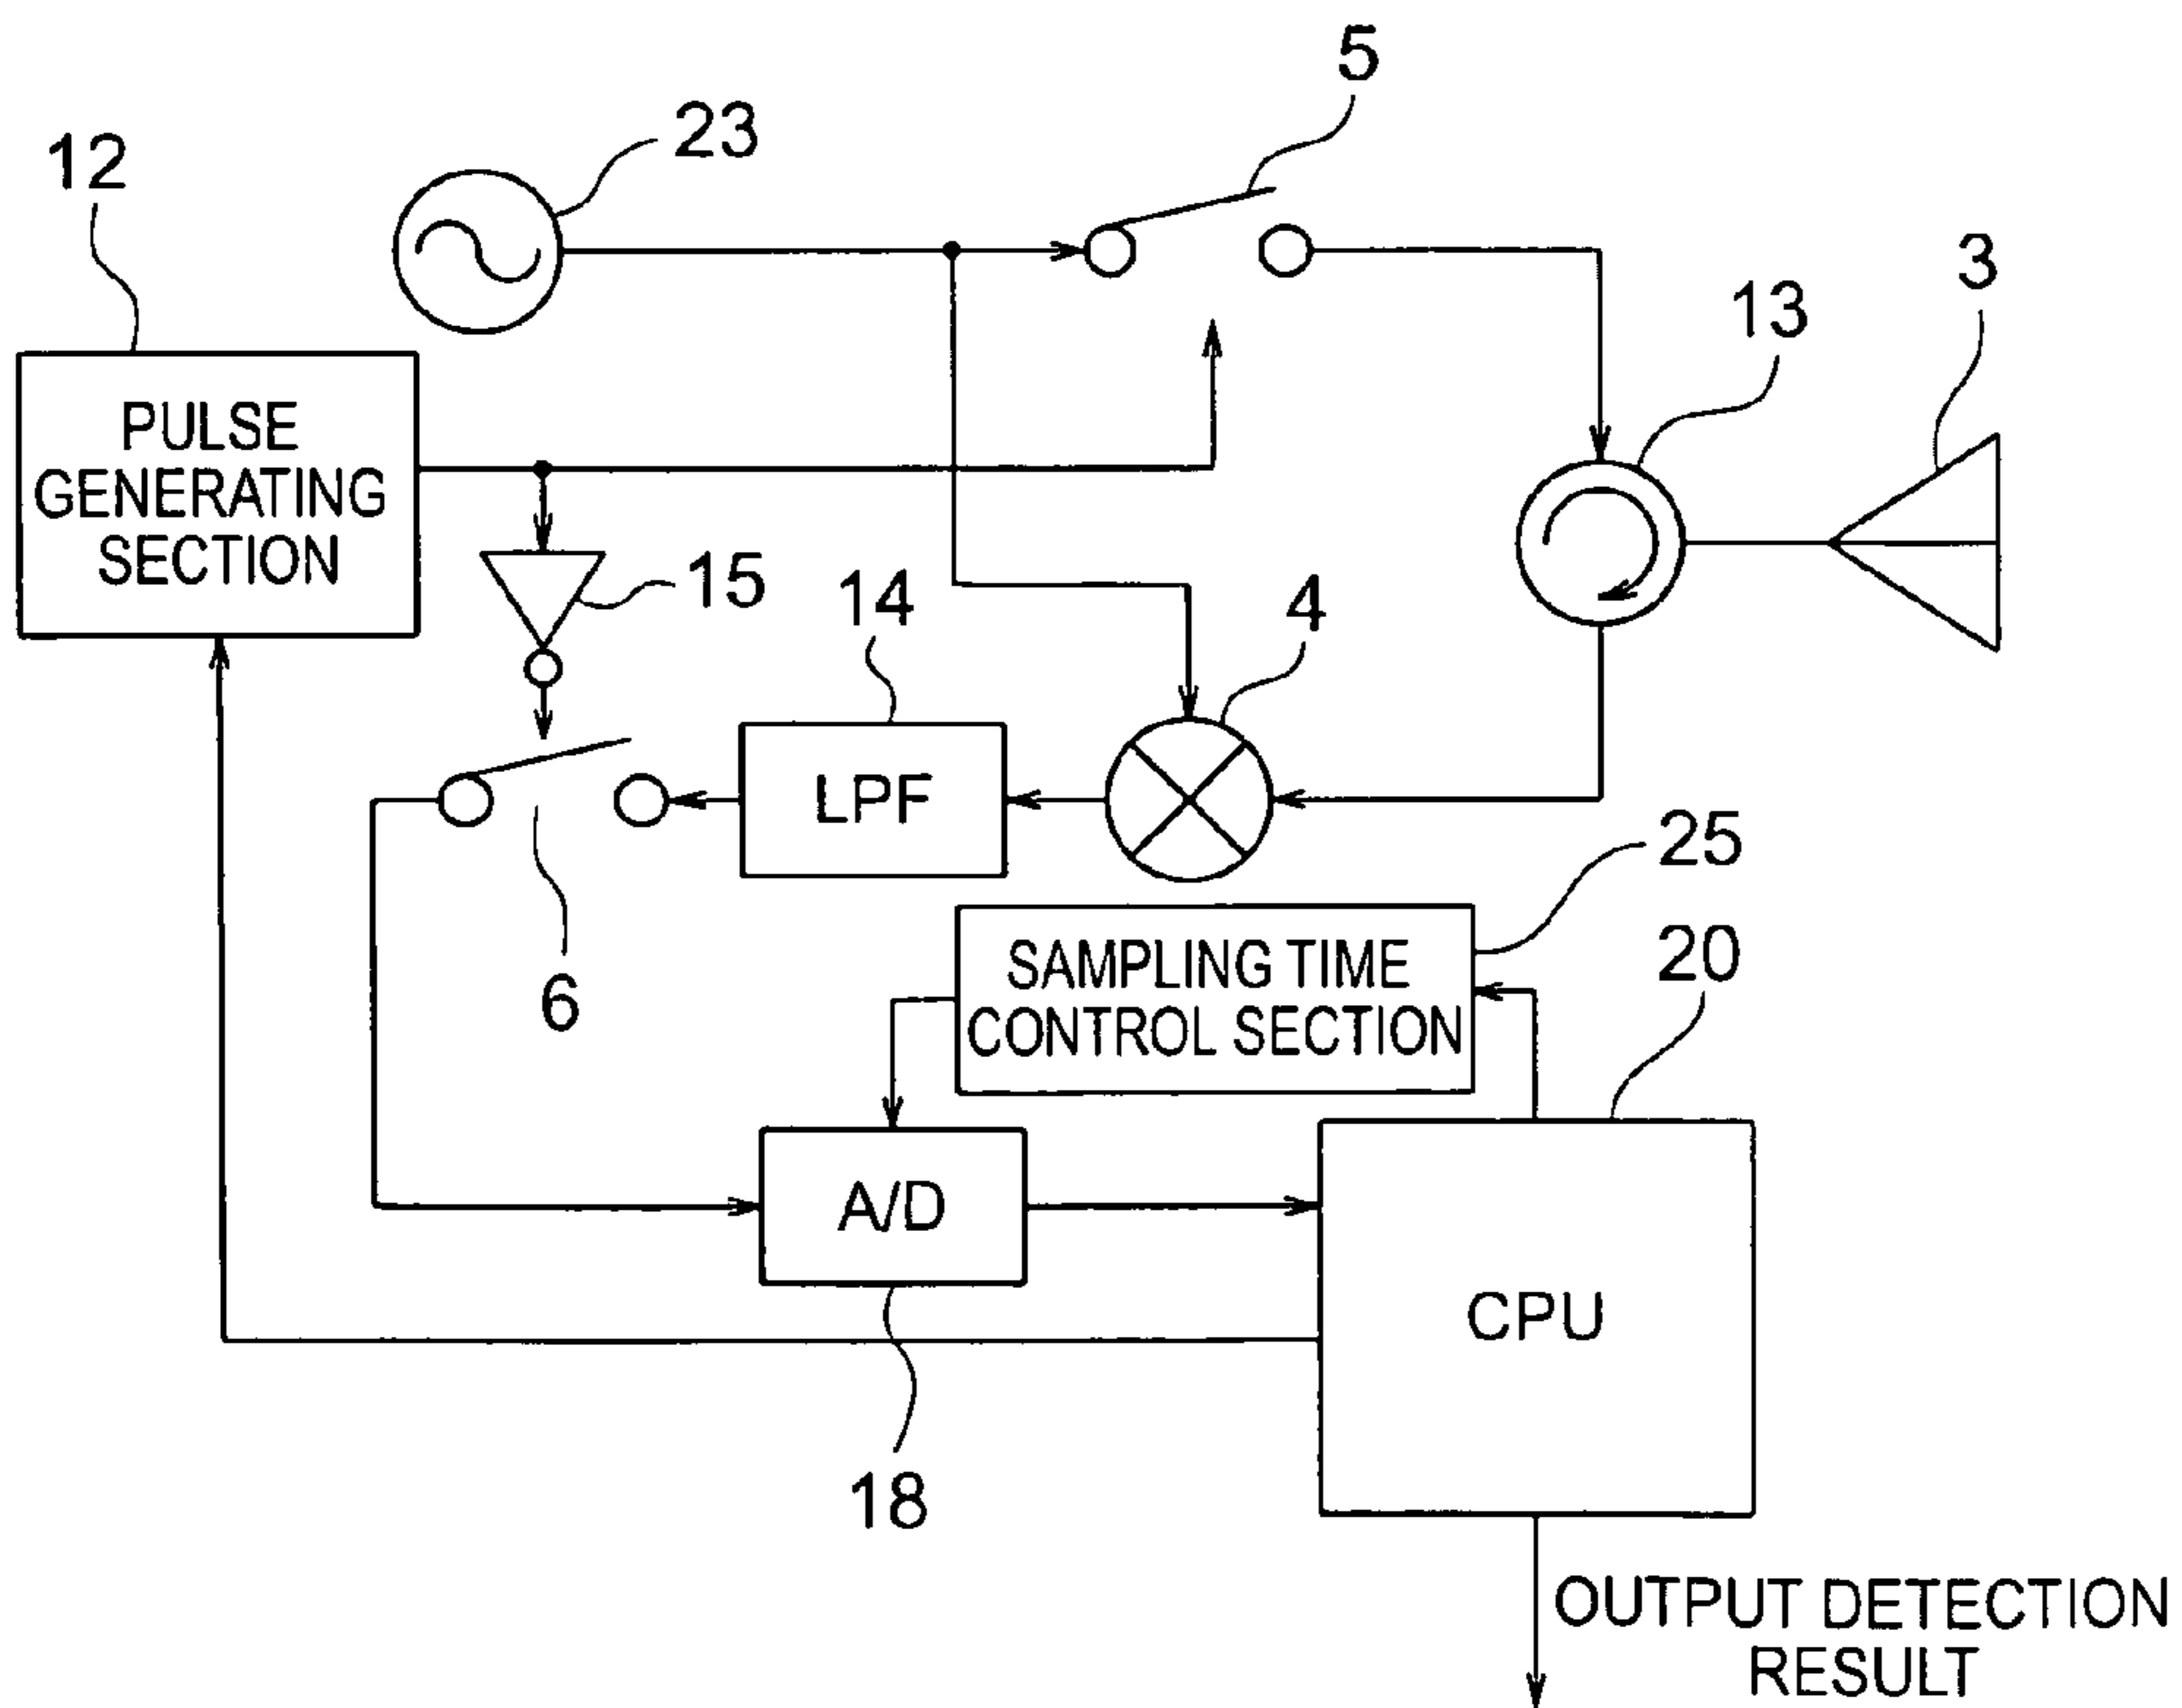 5
23
12
3
13
PULSE
GENERATING
SECTION
15
14
4
LPF
25
6
SAMPLING TIME
CONTROL SECTION
20
A/D
CPU
18
OUTPUT DETECTION
RESULT